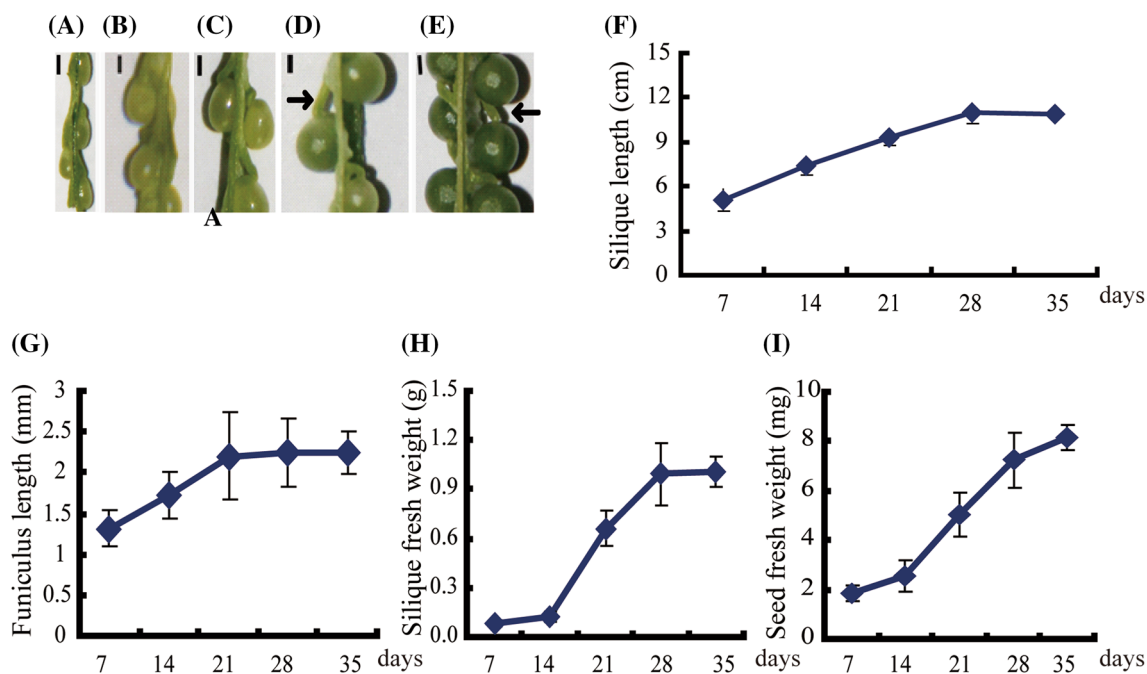 (A) (B) (C) (D) (E) (F)
A
Silique length (cm)
15
12
9
6
3
0
7 14 21 28 35 days
(G)
Funiculus length (mm)
3
2.5
2
1.5
1
0.5
0
7 14 21 28 35 days
(H)
Silique fresh weight (g)
1.5
1.2
0.9
0.6
0.3
0.0
7 14 21 28 35 days
(I)
Seed fresh weight (mg)
10
8
6
4
2
0
7 14 21 28 35 days